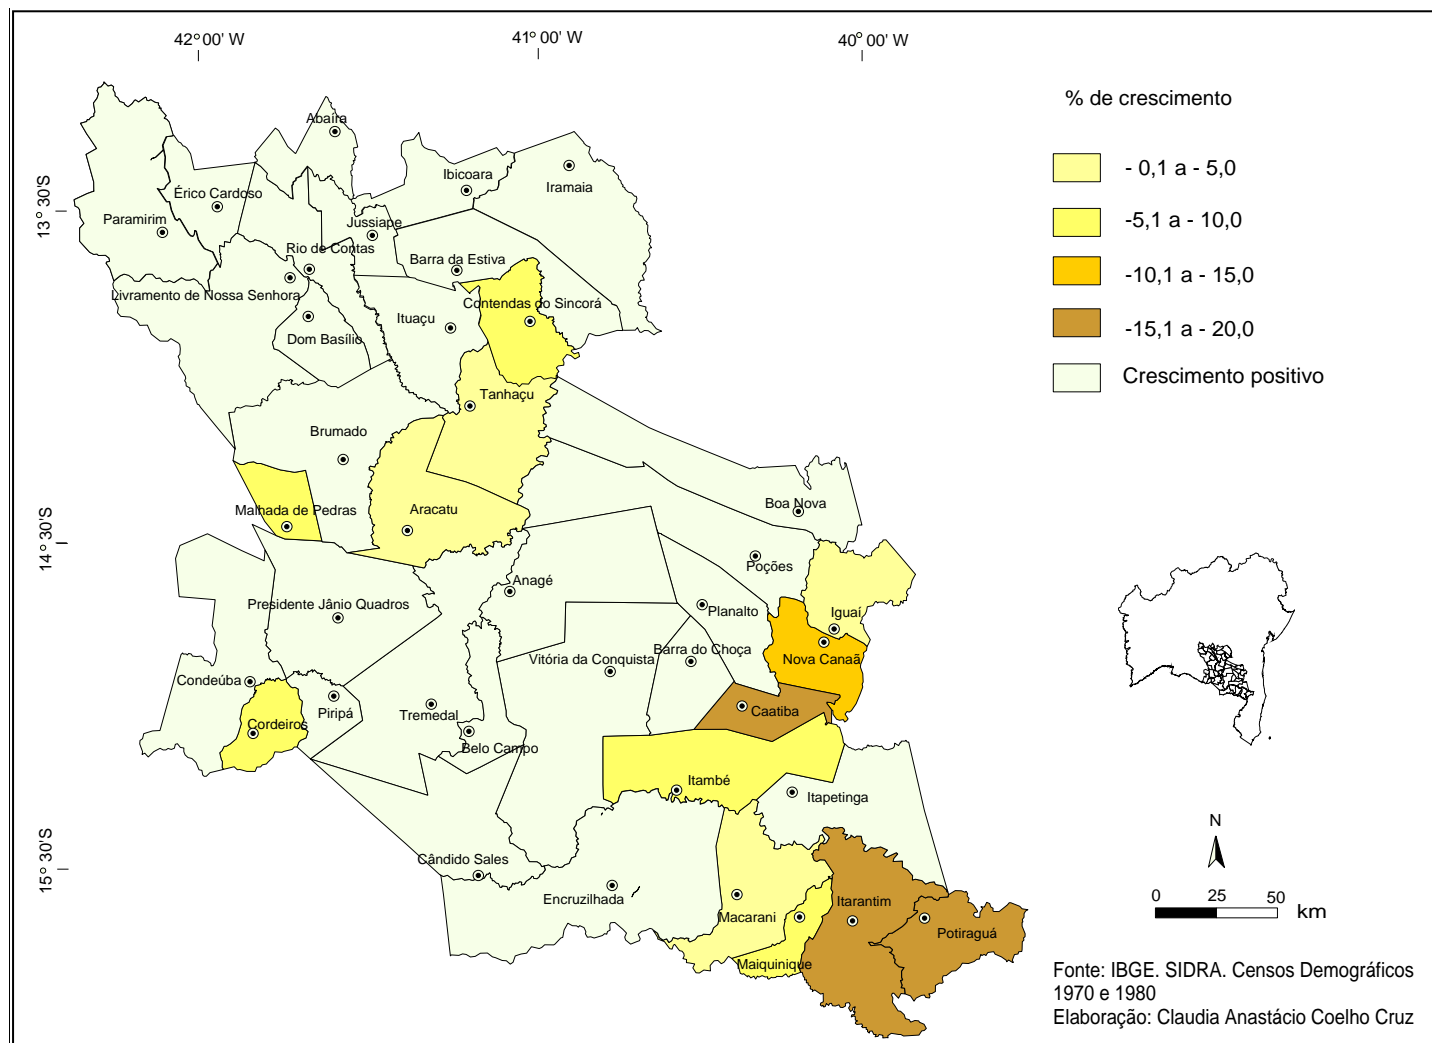 42° 00' W
41° 00' W
40° 00' W
13° 30'S
14° 30'S
15° 30'S
Abaíra
Ibicoara
Iramaia
Érico Cardoso
Paramirim
Jussiape
Rio de Contas
Barra da Estiva
Livramento de Nossa Senhora
Contendas do Sincorá
Ituaçu
Dom Basílio
Tanhaçu
Brumado
Malhada de Pedras
Aracatu
Boa Nova
Poções
Anagé
Presidente Jânio Quadros
Planalto
Iguaí
Barra do Choça
Vitória da Conquista
Nova Canaã
Condeúba
Piripá
Tremedal
Caatiba
Cordeiros
Belo Campo
Itambé
Itapetinga
Cândido Sales
Encruzilhada
Macarani
Itarantim
Potiraguá
Maiquinique
% de crescimento
- 0,1 a - 5,0
-5,1 a - 10,0
-10,1 a - 15,0
-15,1 a - 20,0
Crescimento positivo
N
0 25 50 km
Fonte: IBGE. SIDRA. Censos Demográficos
1970 e 1980
Elaboração: Claudia Anastácio Coelho Cruz